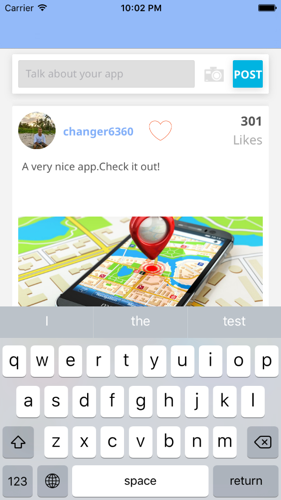 Carrier 10:02 PM
Talk about your app POST
changer6360 301
Likes
A very nice app.Check it out!
I the test
q w e r t y u i o p
a s d f g h j k l
z x c v b n m
123 space return